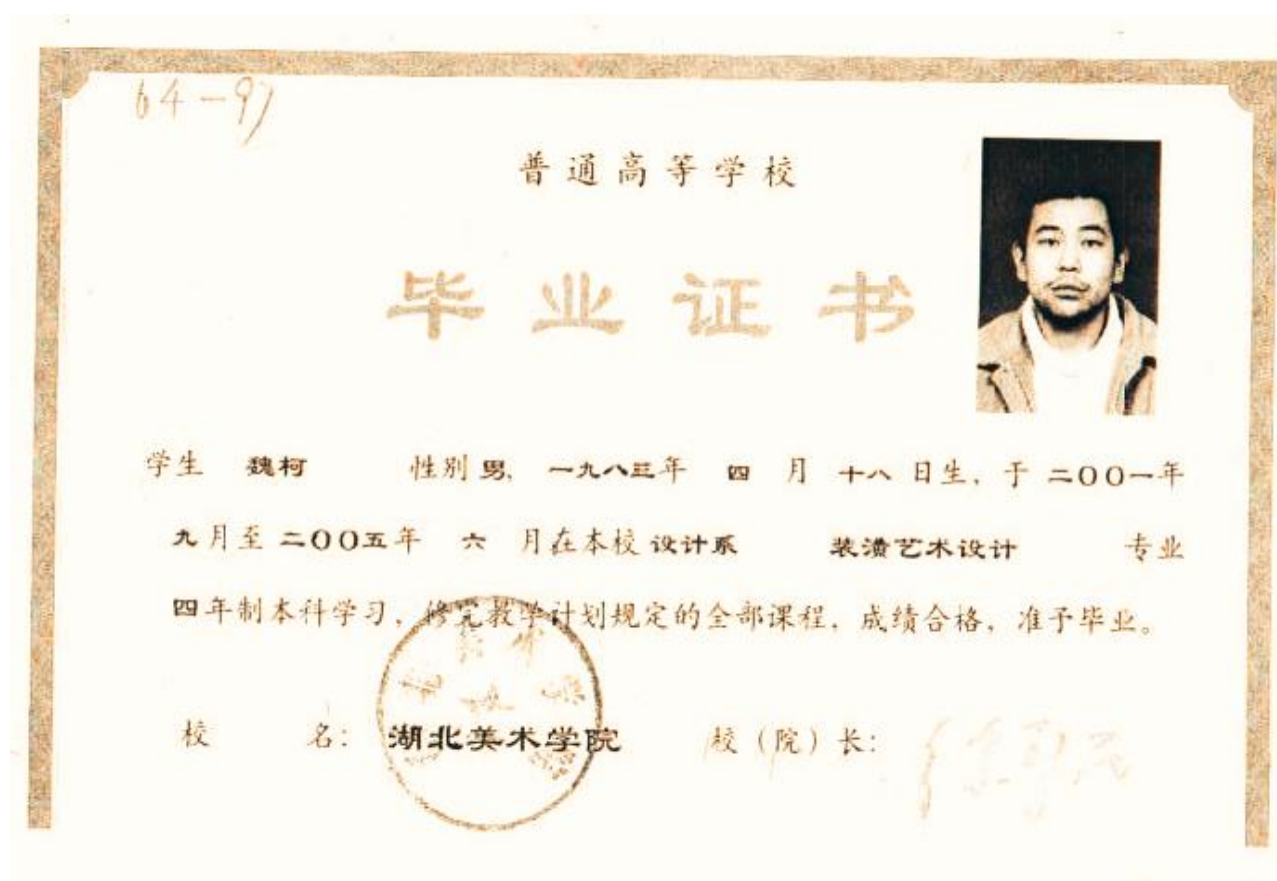 64-97
普通高等学校
毕业证书
学生 魏柯 性别 男, 一九八三年 四 月 十八 日生, 于 二〇〇一年
九月至 二〇〇五年 六 月在本校 设计系 装潢艺术设计 专业
四年制本科学习, 修完教学计划规定的全部课程, 成绩合格, 准予毕业。
校 名: 湖北美术学院 校 (院) 长: